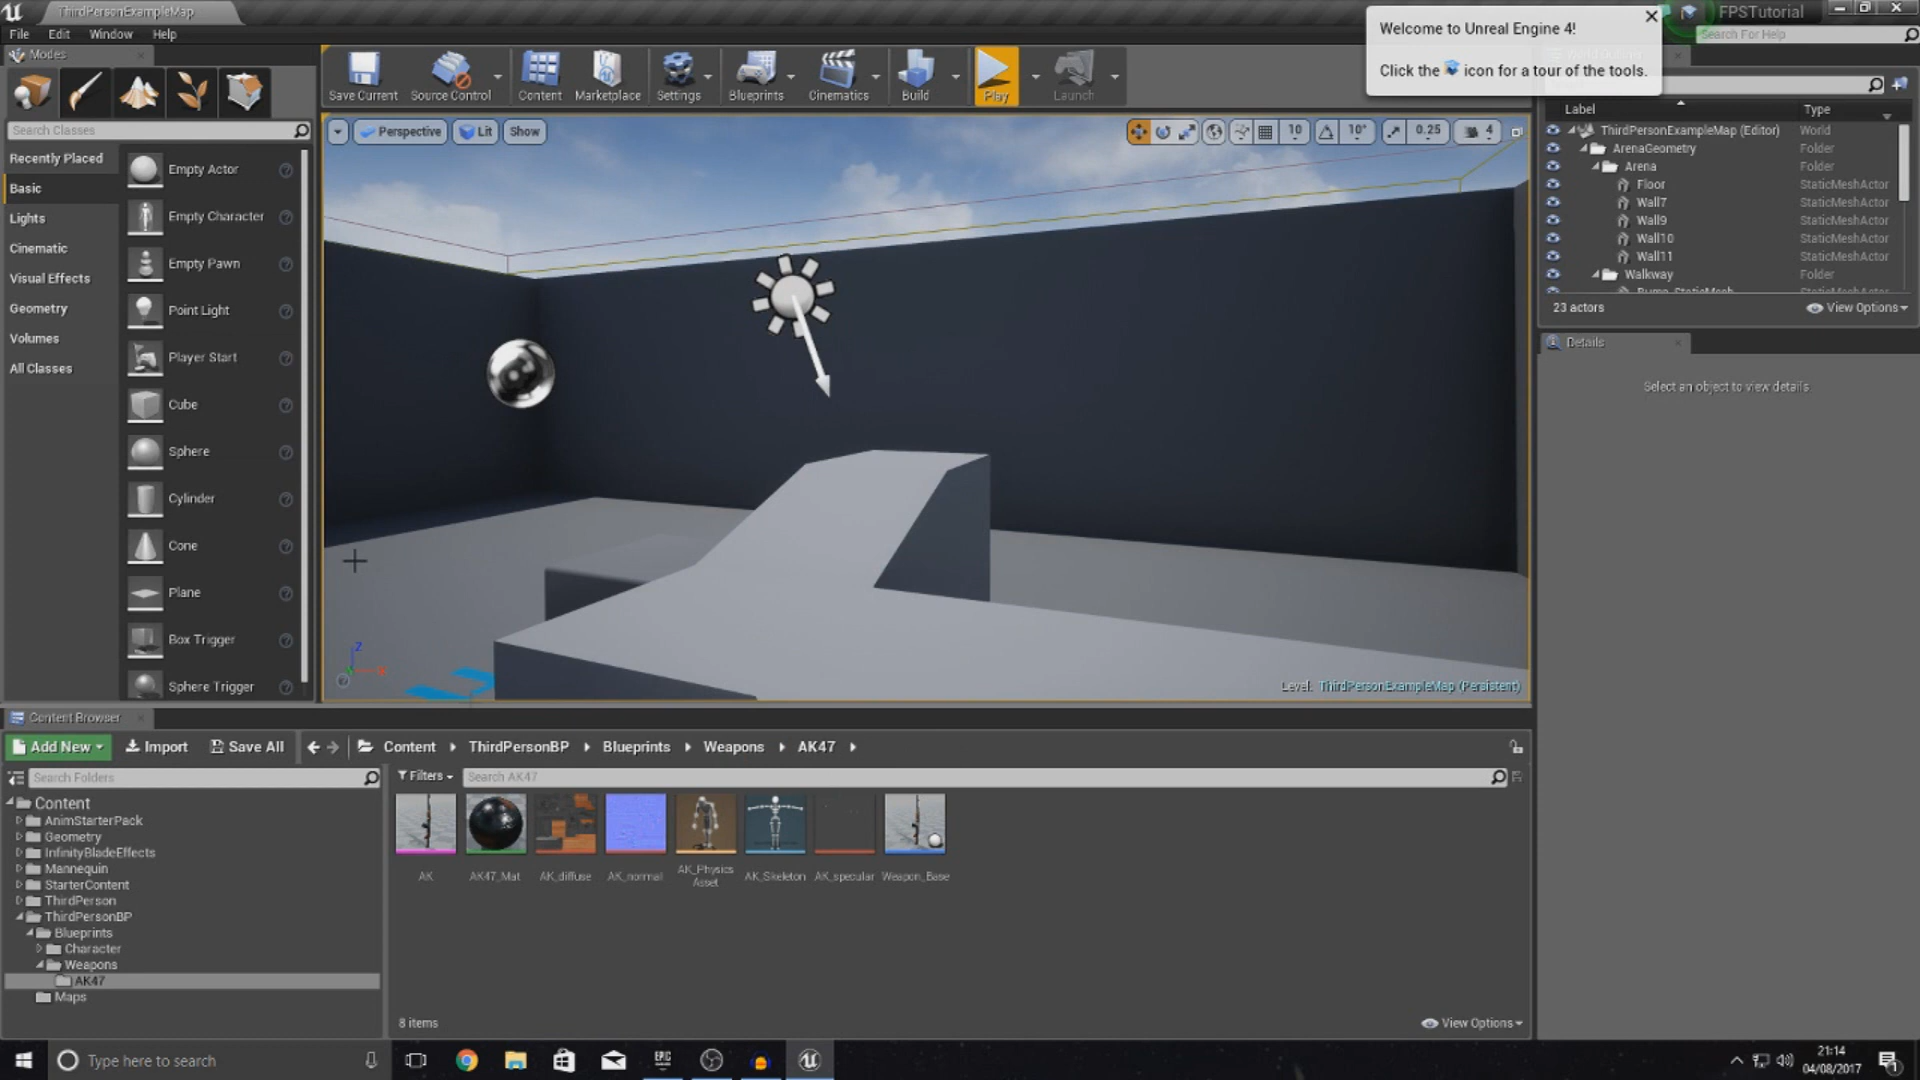 ThirdPersonExampleMap
FPSTutorial
File Edit Window Help
Search For Help
Welcome to Unreal Engine 4!
Click the icon for a tour of the tools.
Modes
Save Current
Source Control
Content
Marketplace
Settings
Blueprints
Cinematics
Build
Play
Launch
Search Classes
Recently Placed
Basic
Lights
Cinematic
Visual Effects
Geometry
Volumes
All Classes
Empty Actor
Empty Character
Empty Pawn
Point Light
Player Start
Cube
Sphere
Cylinder
Cone
Plane
Box Trigger
Sphere Trigger
Perspective Lit Show
10 10° 0.25 4
Z
X
Level: ThirdPersonExampleMap (Persistent)
Label Type
ThirdPersonExampleMap (Editor) World
ArenaGeometry Folder
Arena Folder
Floor StaticMeshActor
Wall7 StaticMeshActor
Wall9 StaticMeshActor
Wall10 StaticMeshActor
Wall11 StaticMeshActor
Walkway Folder
Bump_StaticMesh
23 actors View Options
Details
Select an object to view details.
Content Browser
Add New Import Save All Content ThirdPersonBP Blueprints Weapons AK47
Search Folders
Filters Search AK47
Content
AnimStarterPack
Geometry
InfinityBladeEffects
Mannequin
StarterContent
ThirdPerson
ThirdPersonBP
Blueprints
Character
Weapons
AK47
Maps
AK
AK47_Mat
AK_diffuse
AK_normal
AK_Physics
Asset
AK_Skeleton
AK_specular
Weapon_Base
8 items View Options
Type here to search
EPIC
GAMES
21:14
04/08/2017
1